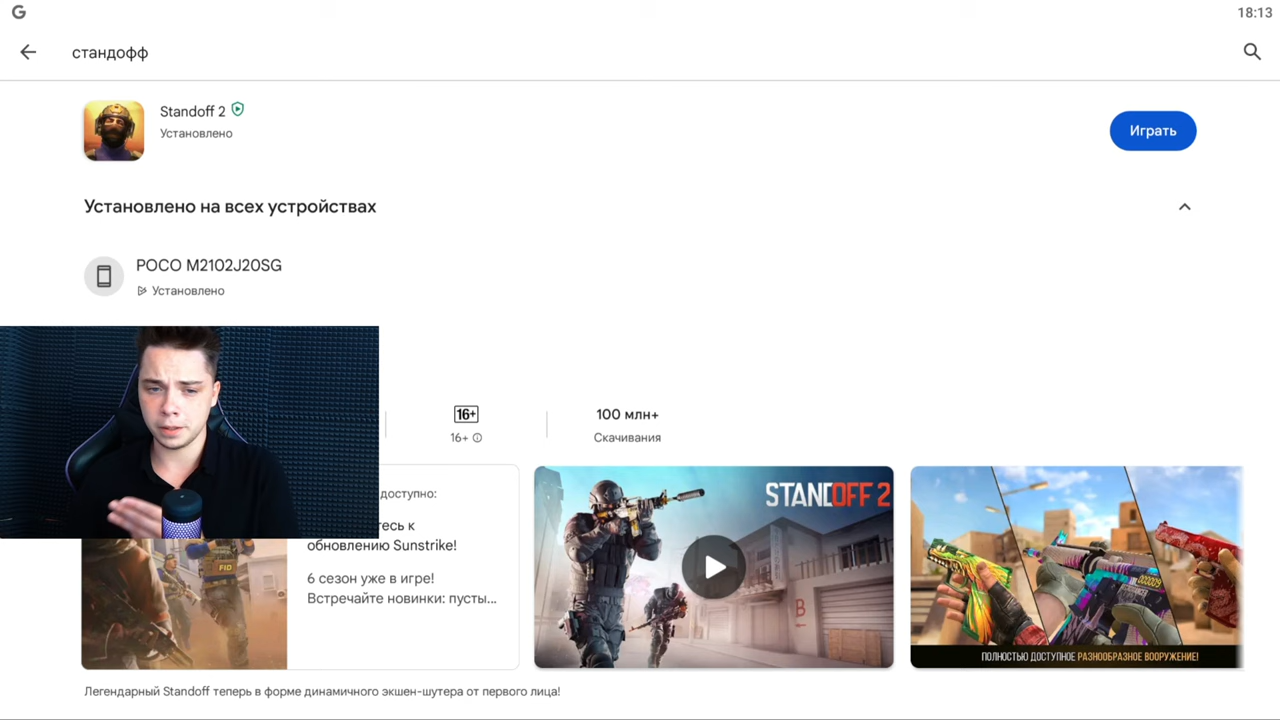 18:13
стандофф
Standoff 2
Установлено
Играть
Установлено на всех устройствах
POCO M2102J20SG
Установлено
16+
16+
100 млн+
Скачивания
доступно:
тесь к
обновлению Sunstrike!
6 сезон уже в игре!
Встречайте новинки: пусты...
FID
STANDOFF 2
B
000009
ПОЛНОСТЬЮ ДОСТУПНОЕ РАЗНООБРАЗНОЕ ВООРУЖЕНИЕ!
Легендарный Standoff теперь в форме динамичного экшен-шутера от первого лица!